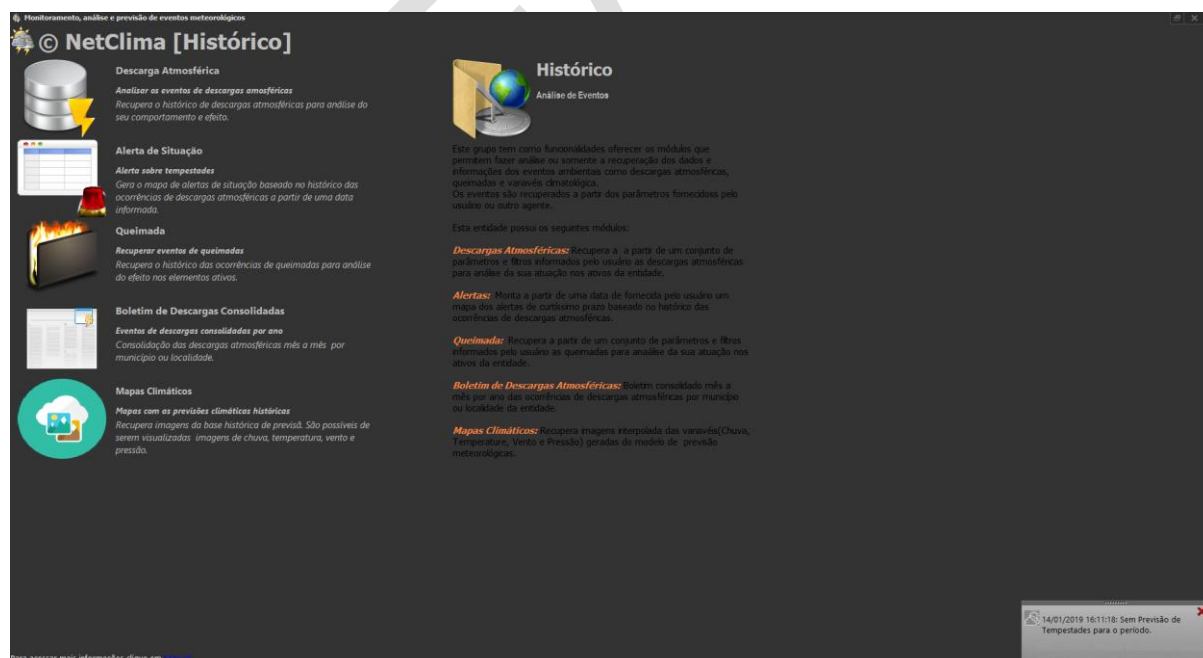 Monitoramento, análise e previsão de eventos meteorológicos
© NetClima [Histórico]
Descarga Atmosférica
Analisar os eventos de descargas amosféricas
Recupera o histórico de descargas atmosféricas para análise do
seu comportamento e efeito.
Alerta de Situação
Alerta sobre tempestades
Gera o mapa de alertas de situação baseado no histórico das
ocorrências de descargas atmosféricas a partir de uma data
informada.
Queimada
Recuperar eventos de queimadas
Recupera o histórico das ocorrências de queimadas para análise
do efeito nos elementos ativos.
Boletim de Descargas Consolidadas
Eventos de descargas consolidadas por ano
Consolidação das descargas atmosféricas mês a mês por
município ou localidade.
Mapas Climáticos
Mapas com as previsões climáticas históricas
Recupera imagens da base histórica de previsã. São possíveis de
serem visualizadas imagens de chuva, temperatura, vento e
pressão.
Histórico
Análise de Eventos
Este grupo tem como funcionalidades oferecer os módulos que
permitem fazer análise ou somente a recuperação dos dados e
informações dos eventos ambientais como descargas atmosféricas,
queimadas e varavéis climatológica.
Os eventos são recuperados a partir dos parâmetros fornecidoss pelo
usuário ou outro agente.
Esta entidade possui os seguintes módulos:
Descargas Atmosféricas: Recupera a a partir de um conjunto de
parâmetros e filtros informados pelo usuário as descargas atmosféricas
para análise da sua atuação nos ativos da entidade.
Alertas: Monta a partir de uma data de fornecida pelo usuário um
mapa dos alertas de curtíssimo prazo baseado no histórico das
ocorrências de descargas atmosféricas.
Queimada: Recupera a partir de um conjunto de parâmetros e filtros
informados pelo usuário as queimadas para anaálise da sua atuação nos
ativos da entidade.
Boletim de Descargas Atmosféricas: Boletim consolidado mês a
mês por ano das ocorrências de descargas atmosféricas por município
ou localidade da entidade.
Mapas Climáticos: Recupera imagens interpolada das varavéis(Chuva,
Temperature, Vento e Pressão) geradas do modelo de previsão
meteorológicas.
14/01/2019 16:11:18: Sem Previsão de
Tempestades para o período.
Para acessar mais informações clique em